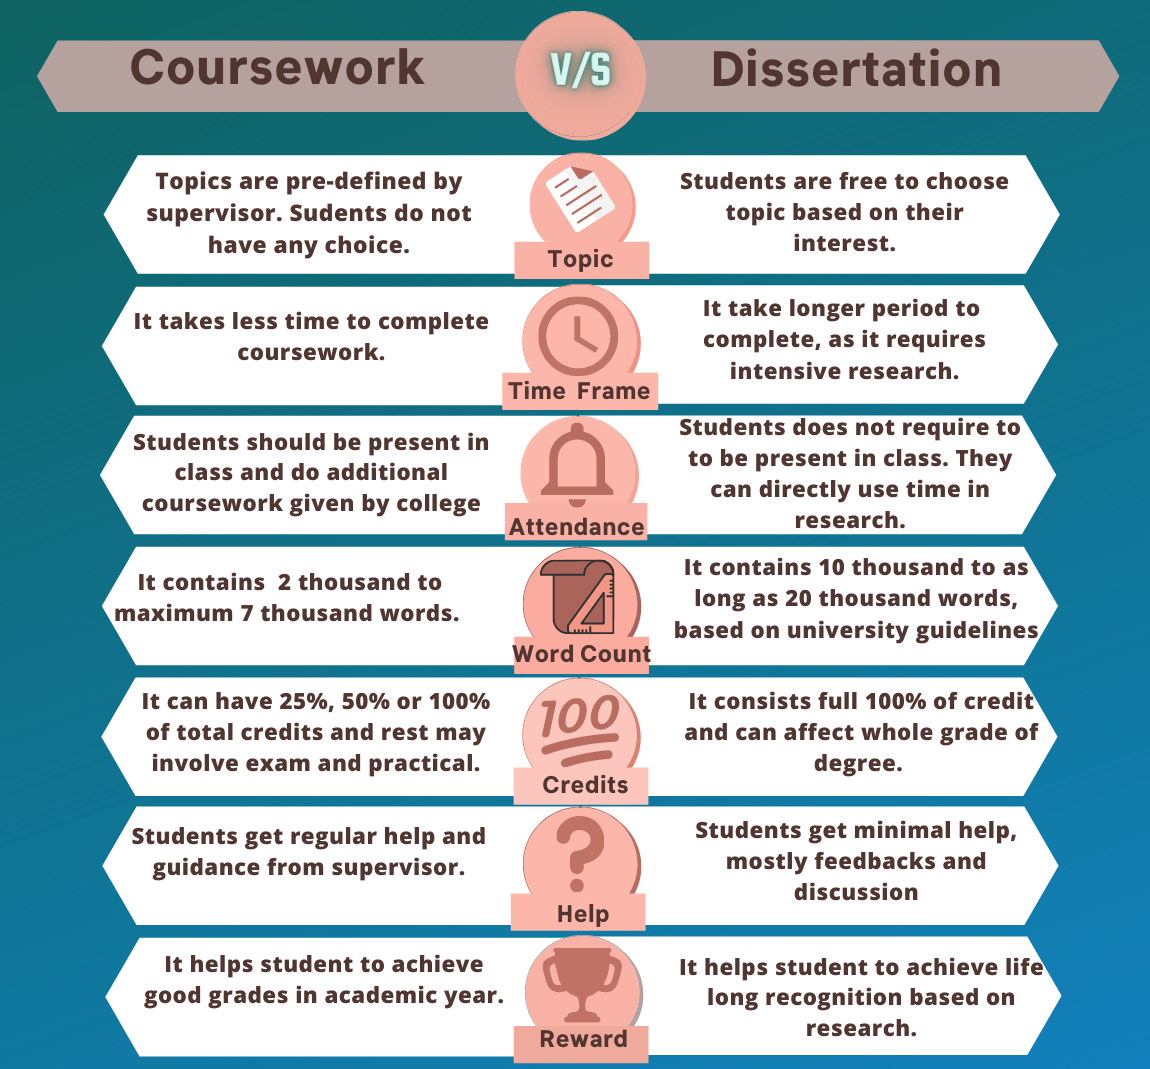 Coursework
V/S
Dissertation
Topics are pre-defined by
supervisor. Sudents do not
have any choice.
Topic
Students are free to choose
topic based on their
interest.
It takes less time to complete
coursework.
Time Frame
It take longer period to
complete, as it requires
intensive research.
Students should be present in
class and do additional
coursework given by college
Attendance
Students does not require to
to be present in class. They
can directly use time in
research.
It contains 2 thousand to
maximum 7 thousand words.
Word Count
It contains 10 thousand to as
long as 20 thousand words,
based on university guidelines
It can have 25%, 50% or 100%
of total credits and rest may
involve exam and practical.
100
Credits
It consists full 100% of credit
and can affect whole grade of
degree.
Students get regular help and
guidance from supervisor.
?
Help
Students get minimal help,
mostly feedbacks and
discussion
It helps student to achieve
good grades in academic year.
Reward
It helps student to achieve life
long recognition based on
research.